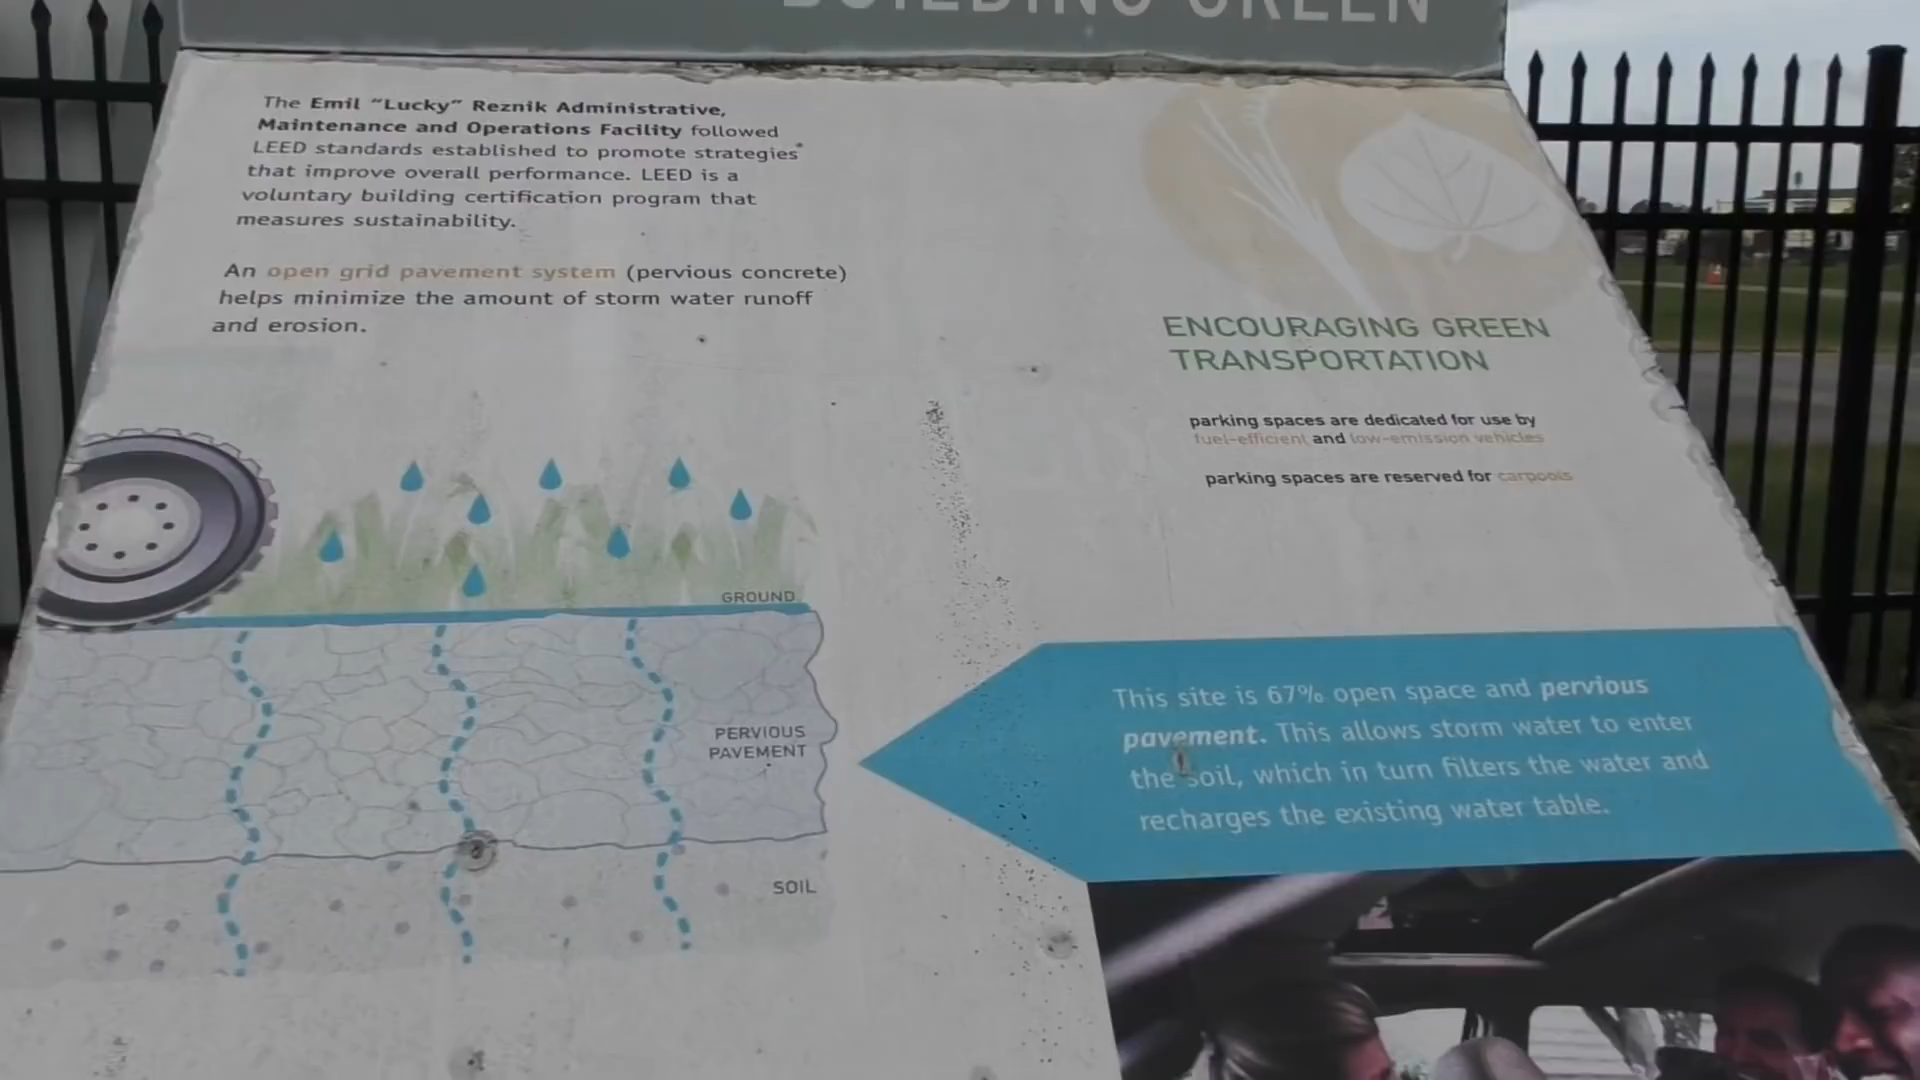 BUILDING GREEN
The Emil “Lucky” Reznik Administrative,
Maintenance and Operations Facility followed
LEED standards established to promote strategies
that improve overall performance. LEED is a
voluntary building certification program that
measures sustainability.
An open grid pavement system (pervious concrete)
helps minimize the amount of storm water runoff
and erosion.
GROUND
PERVIOUS
PAVEMENT
SOIL
ENCOURAGING GREEN
TRANSPORTATION
parking spaces are dedicated for use by
fuel-efficient and low-emission vehicles
parking spaces are reserved for carpools
This site is 67% open space and pervious
pavement. This allows storm water to enter
the soil, which in turn filters the water and
recharges the existing water table.